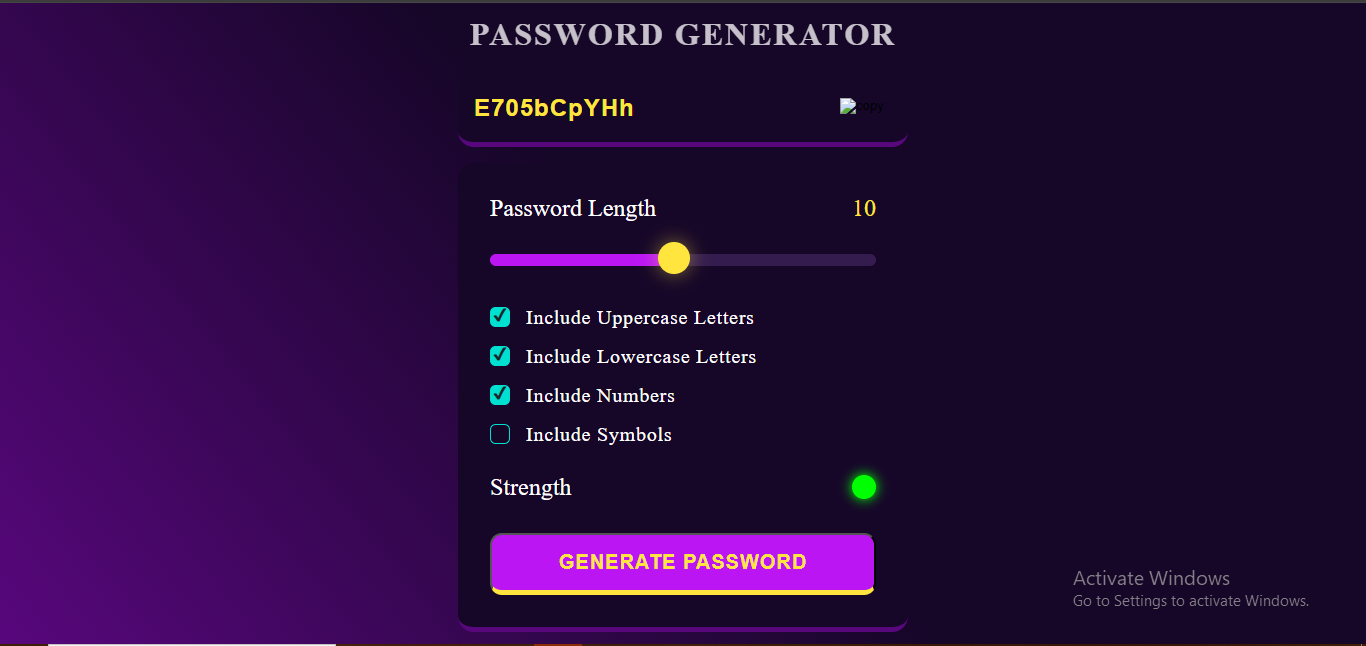 PASSWORD GENERATOR
E705bCpYHh
copy
Password Length 10
Include Uppercase Letters
Include Lowercase Letters
Include Numbers
Include Symbols
Strength
GENERATE PASSWORD
Activate Windows
Go to Settings to activate Windows.